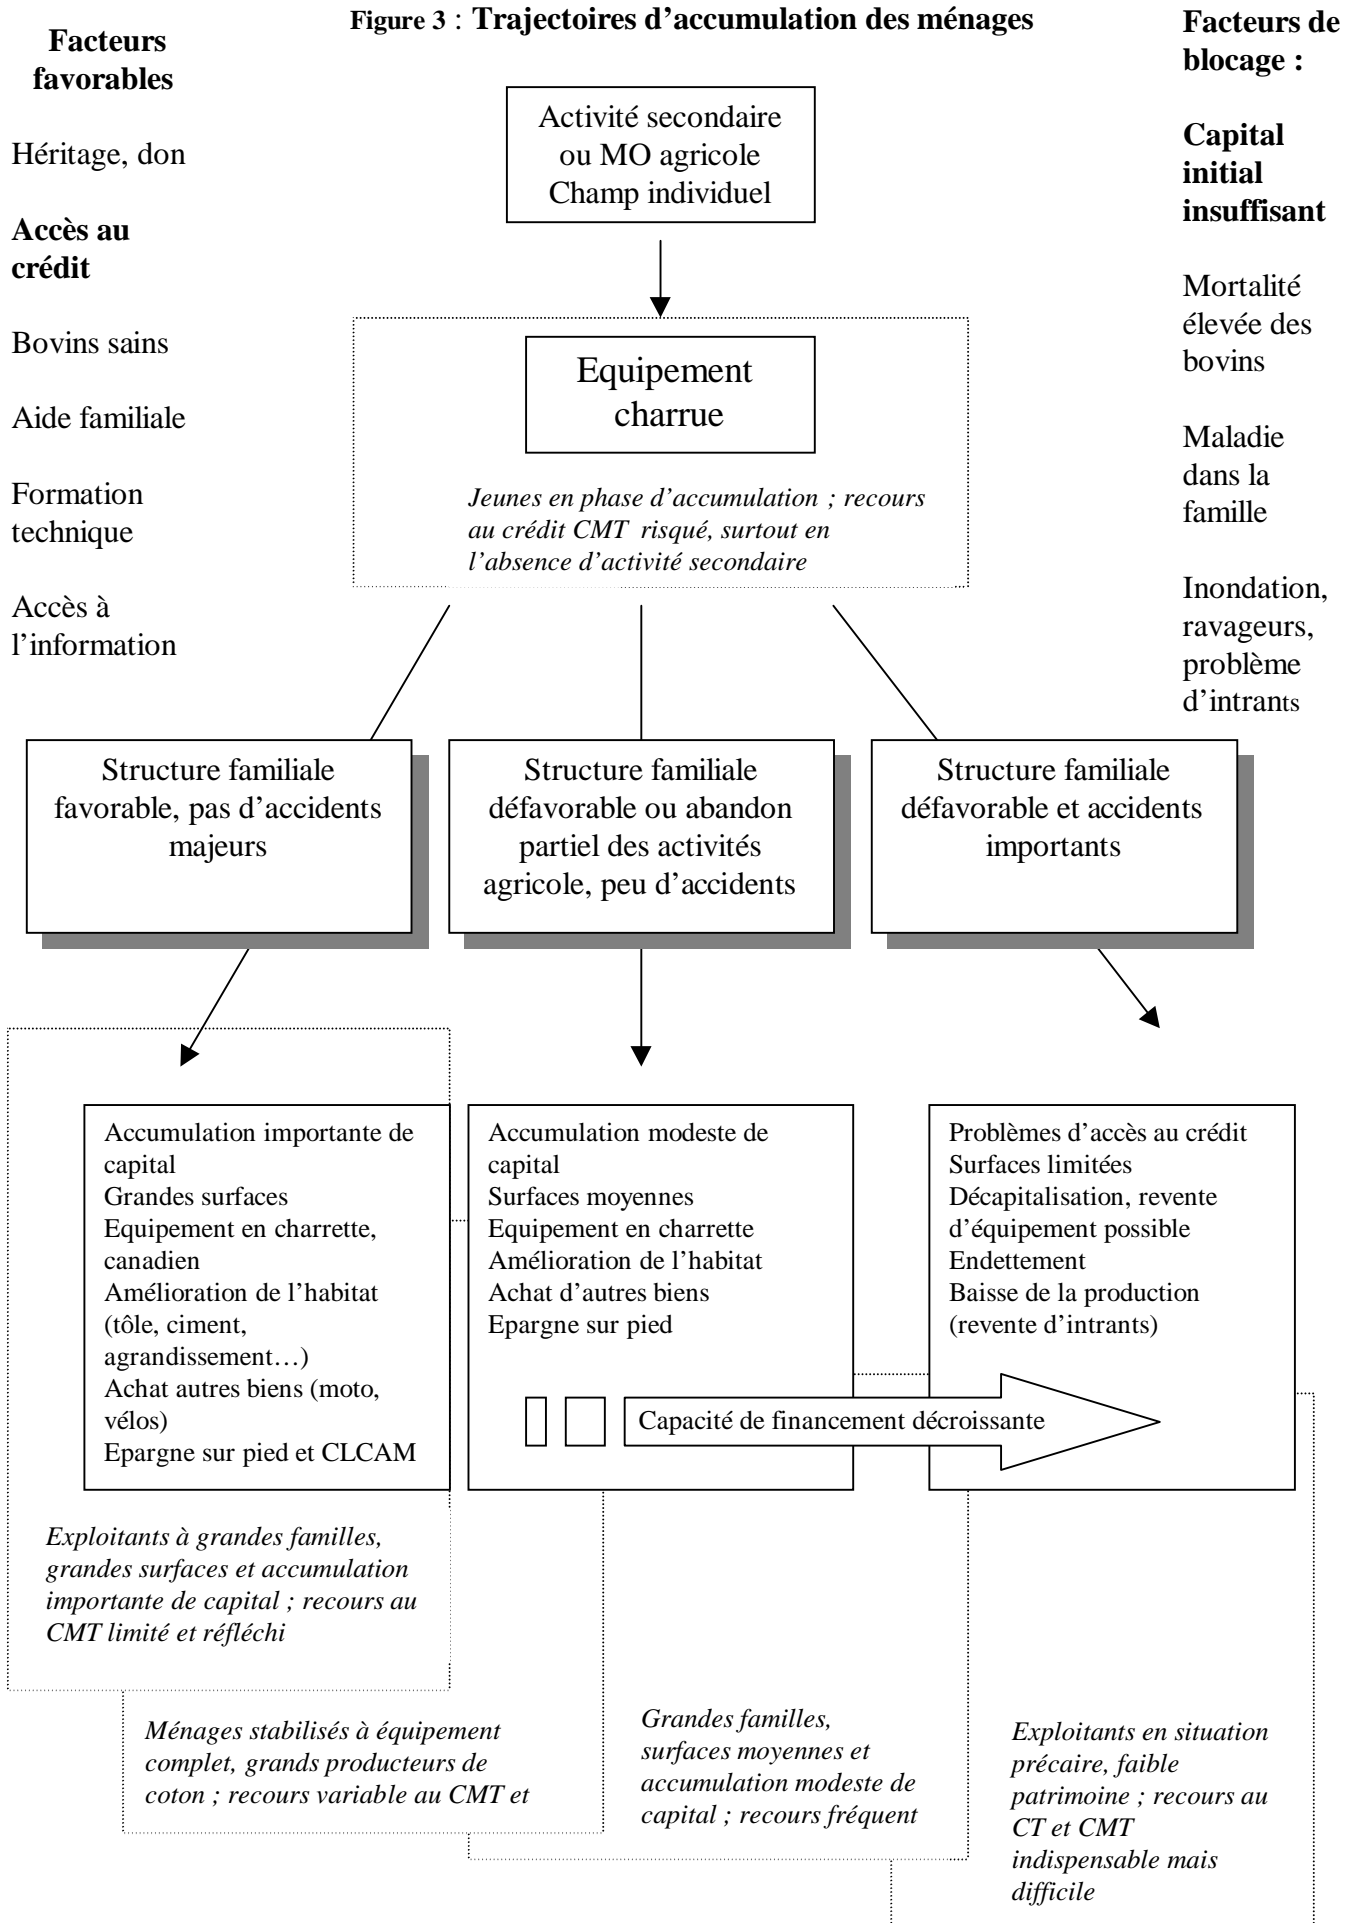 Figure 3 : Trajectoires d’accumulation des ménages
Facteurs
favorables
Héritage, don
Accès au
crédit
Bovins sains
Aide familiale
Formation
technique
Accès à
l’information
Facteurs de
blocage :
Capital
initial
insuffisant
Mortalité
élevée des
bovins
Maladie
dans la
famille
Inondation,
ravageurs,
problème
d’intrants
Activité secondaire
ou MO agricole
Champ individuel
Equipement
charrue
Jeunes en phase d’accumulation ; recours
au crédit CMT risqué, surtout en
l’absence d’activité secondaire
Structure familiale
favorable, pas d’accidents
majeurs
Structure familiale
défavorable ou abandon
partiel des activités
agricole, peu d’accidents
Structure familiale
défavorable et accidents
importants
Accumulation importante de
capital
Grandes surfaces
Equipement en charrette,
canadien
Amélioration de l’habitat
(tôle, ciment,
agrandissement…)
Achat autres biens (moto,
vélos)
Epargne sur pied et CLCAM
Accumulation modeste de
capital
Surfaces moyennes
Equipement en charrette
Amélioration de l’habitat
Achat d’autres biens
Epargne sur pied
Problèmes d’accès au crédit
Surfaces limitées
Décapitalisation, revente
d’équipement possible
Endettement
Baisse de la production
(revente d’intrants)
Capacité de financement décroissante
Exploitants à grandes familles,
grandes surfaces et accumulation
importante de capital ; recours au
CMT limité et réfléchi
Ménages stabilisés à équipement
complet, grands producteurs de
coton ; recours variable au CMT et
Grandes familles,
surfaces moyennes et
accumulation modeste de
capital ; recours fréquent
Exploitants en situation
précaire, faible
patrimoine ; recours au
CT et CMT
indispensable mais
difficile